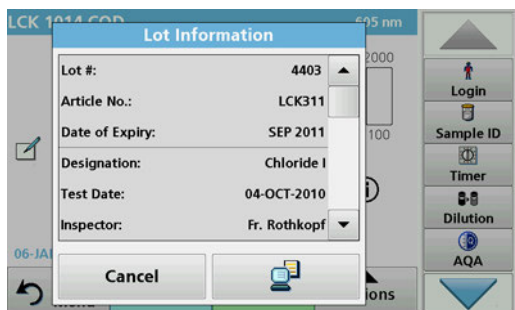 LCK 1014 COD 605 nm
Lot Information
2000
Lot #: 4403
Article No.: LCK311
Date of Expiry: SEP 2011
100
Designation: Chloride I
Test Date: 04-OCT-2010
Inspector: Fr. Rothkopf
06-JA
Cancel
Login
Sample ID
Timer
Dilution
AQA